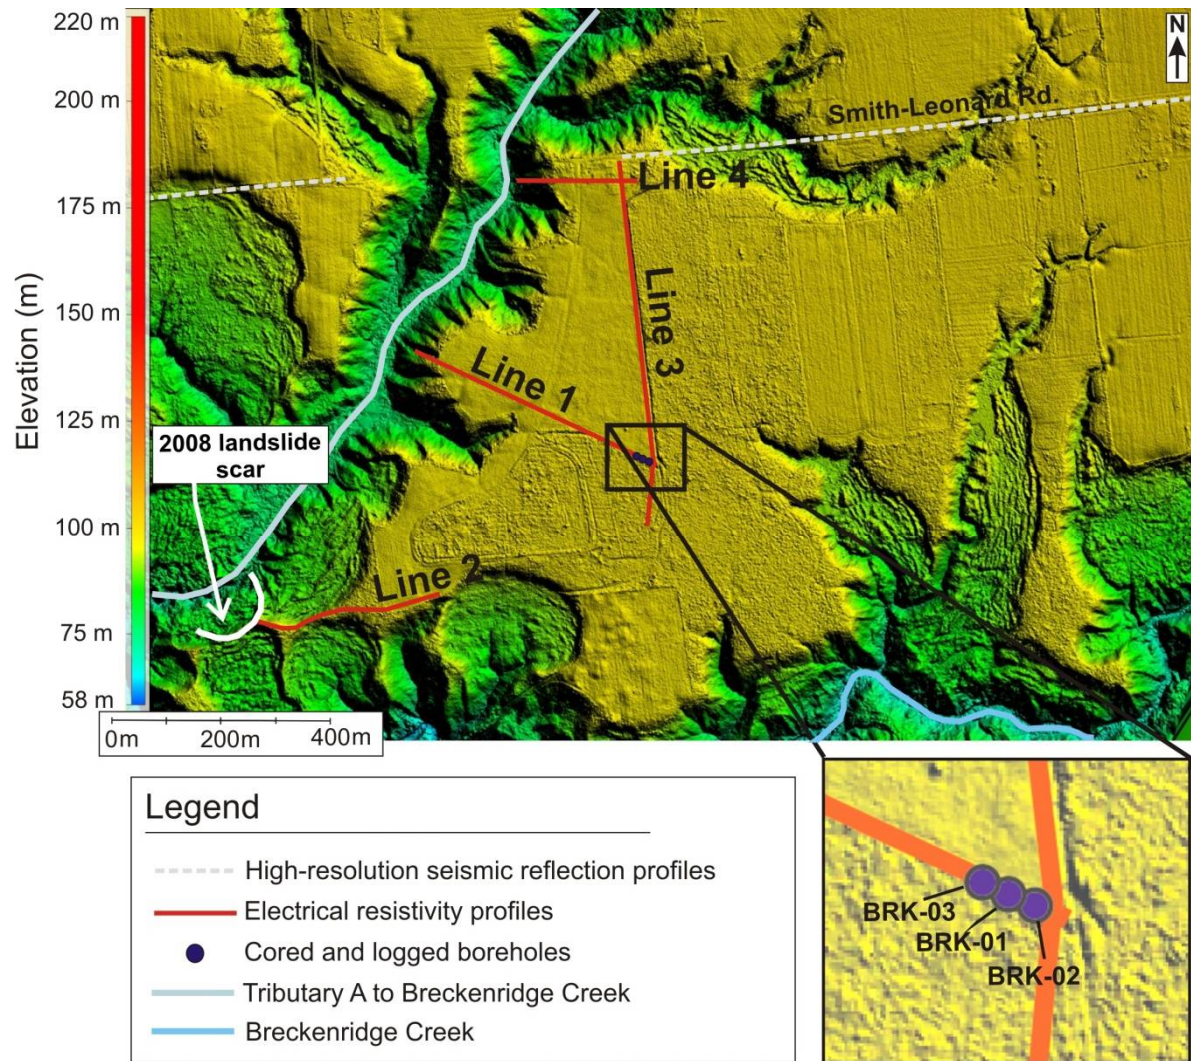 220 m
200 m
175 m
150 m
125 m
100 m
75 m
58 m
Elevation (m)
N
Smith-Leonard Rd.
Line 4
Line 3
Line 1
2008 landslide
scar
Line 2
0m
200m
400m
Legend
High-resolution seismic reflection profiles
Electrical resistivity profiles
Cored and logged boreholes
Tributary A to Breckenridge Creek
Breckenridge Creek
BRK-03
BRK-01
BRK-02